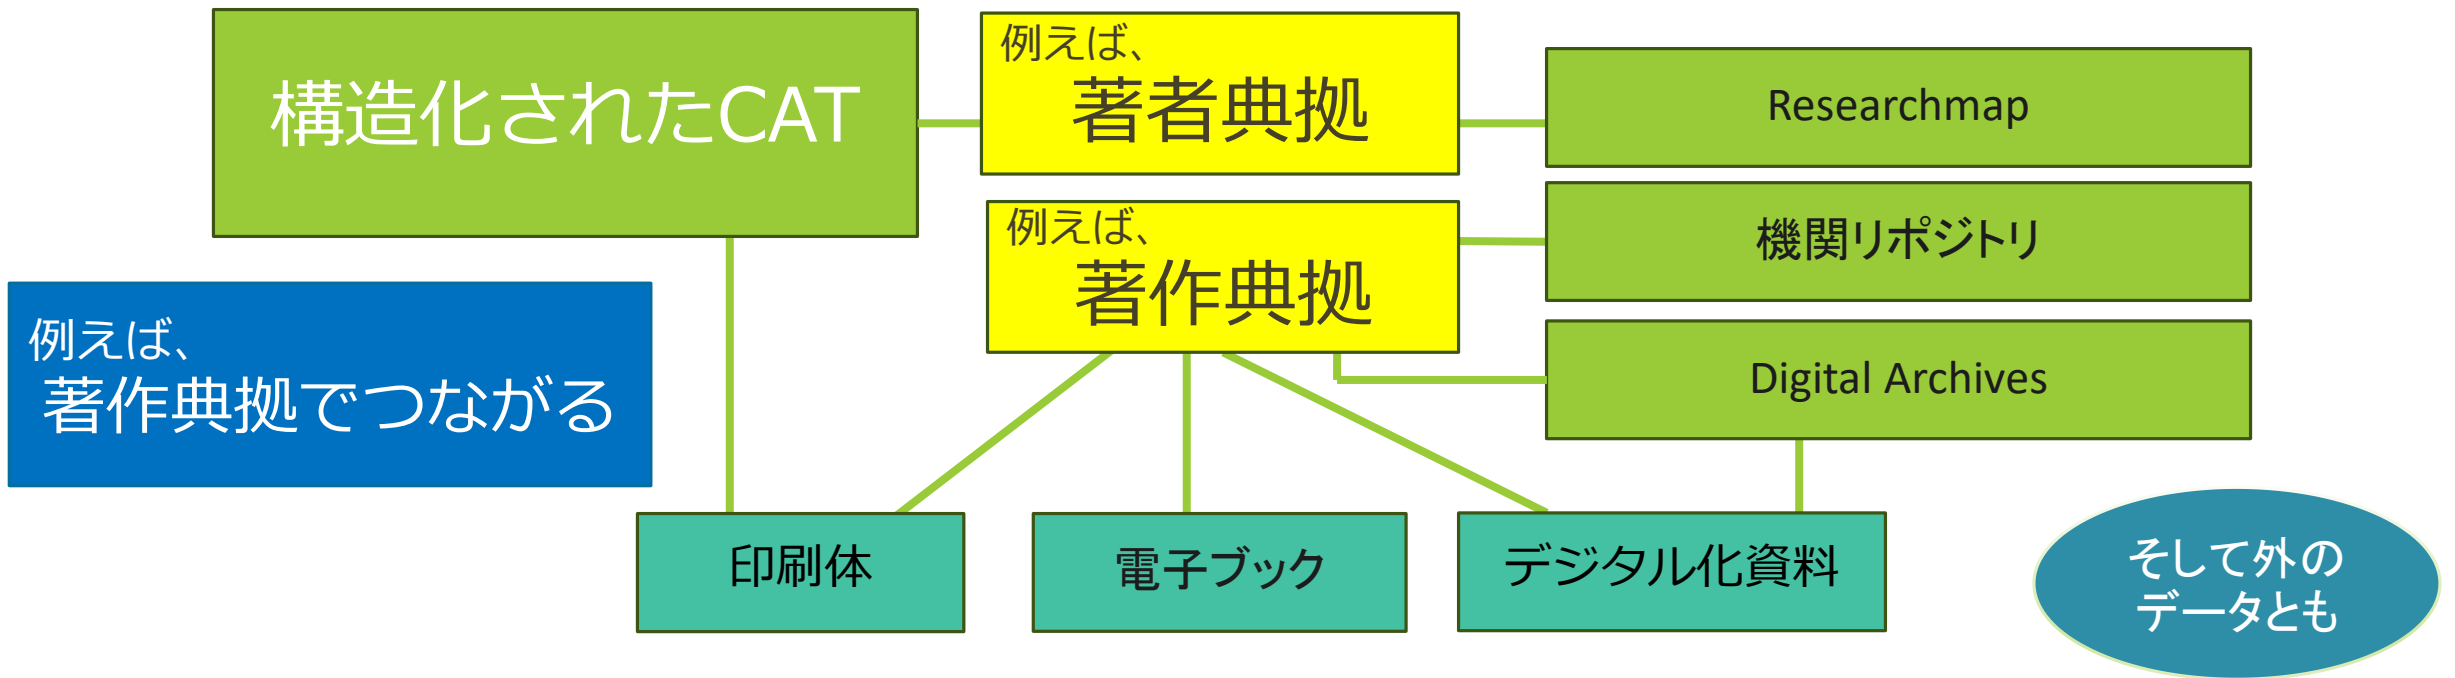 構造化されたCAT
例えば、
著者典拠
Researchmap
例えば、
著作典拠
機関リポジトリ
例えば、
著作典拠でつながる
Digital Archives
印刷体
電子ブック
デジタル化資料
そして外の
データとも